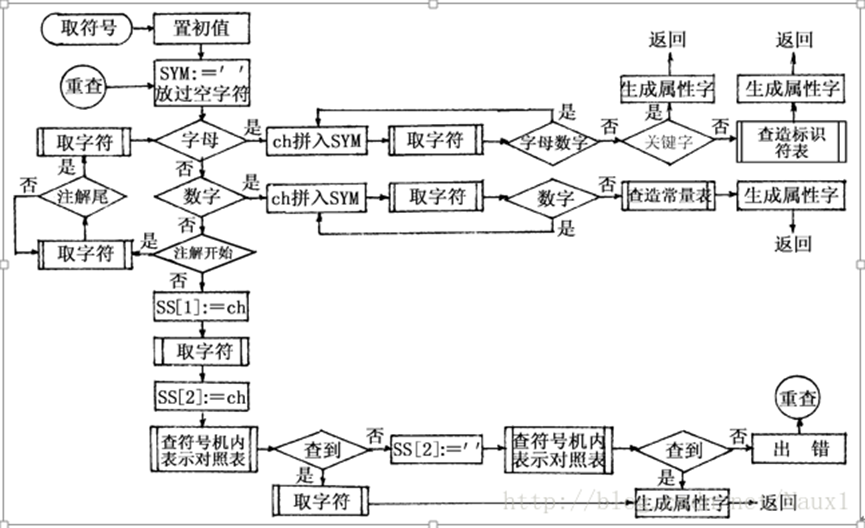 取符号
置初值
返回
返回
重查
SYM:=' '
放过空字符
生成属性字
生成属性字
是
是
取字符
字母
是
ch拼入SYM
取字符
字母数字
否
关键字
否
查造标识
符表
是
否
否
注解尾
数字
是
ch拼入SYM
取字符
数字
否
查造常量表
生成属性字
否
是
取字符
是
注解开始
返回
否
SS[1]:=ch
取字符
SS[2]:=ch
重查
查符号机内
表示对照表
查到
否
SS[2]:=''
查符号机内
表示对照表
查到
否
出 错
是
是
取字符
生成属性字
返回